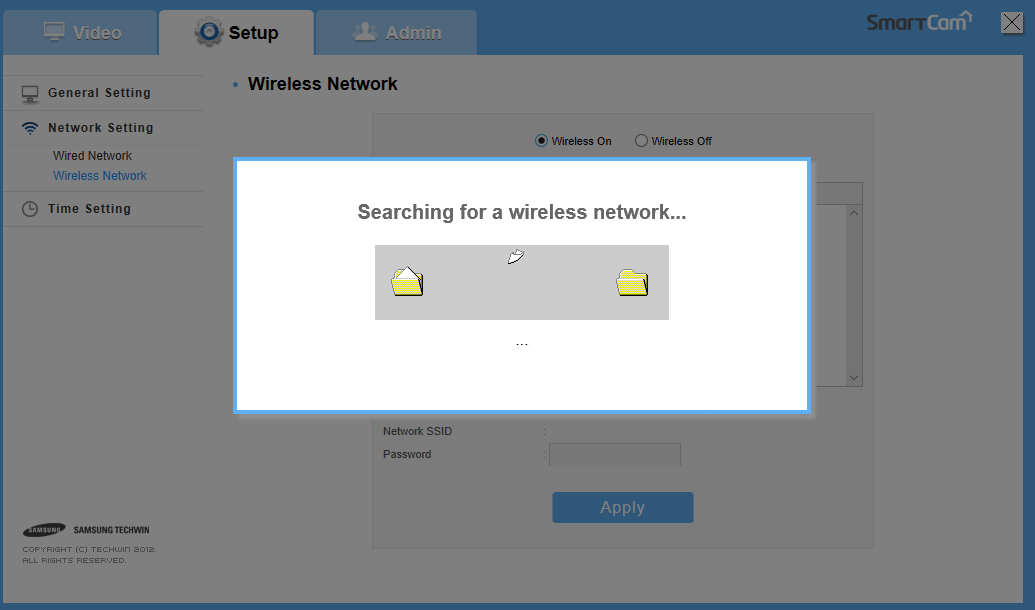 Video
Setup
Admin
SMARTCam
General Setting
Network Setting
Wired Network
Wireless Network
Time Setting
Wireless Network
Wireless On
Wireless Off
Searching for a wireless network...
...
Network SSID :
Password :
Apply
SAMSUNG SAMSUNG TECHWIN
COPYRIGHT (C) TECHWIN 2012.
ALL RIGHTS RESERVED.